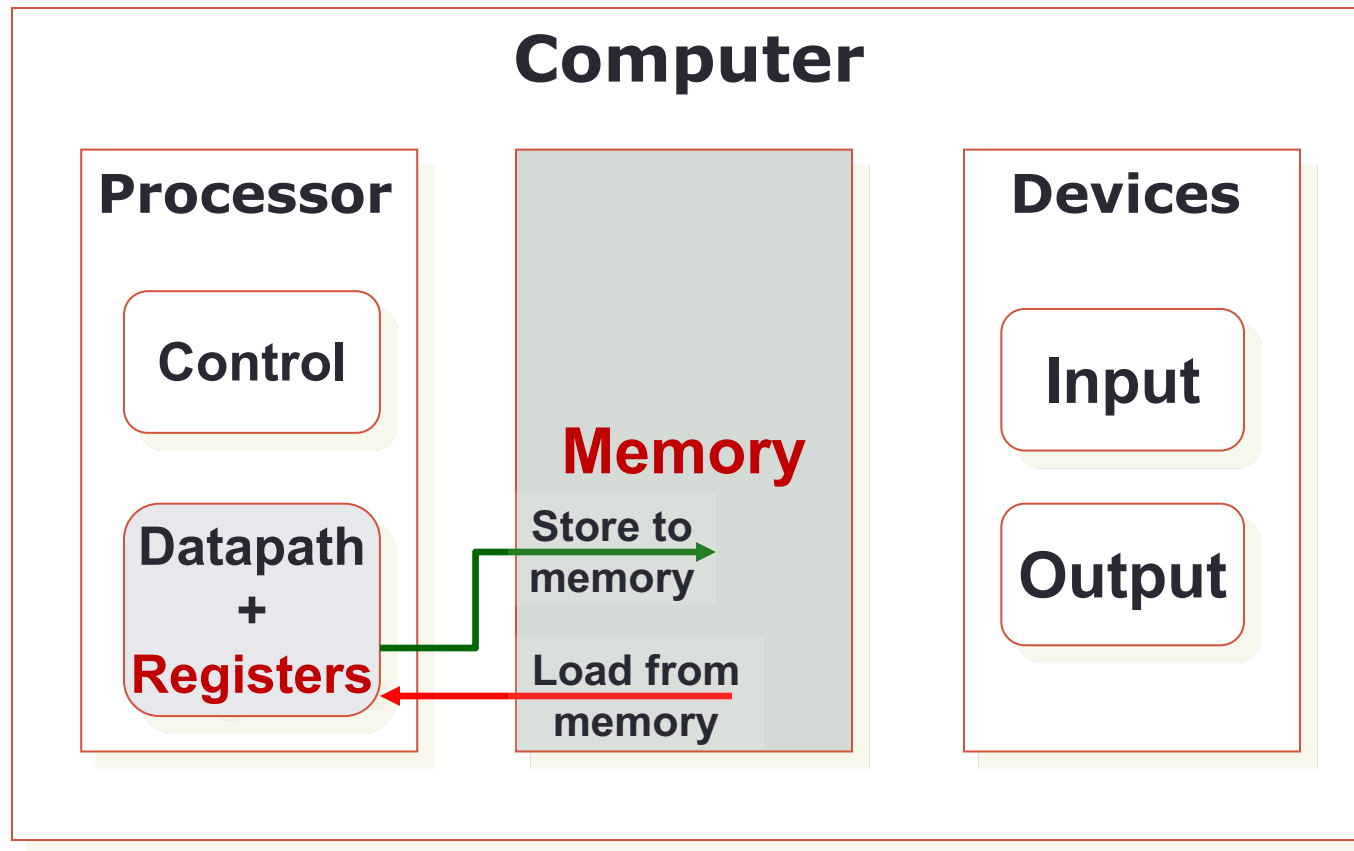 Computer
Processor
Control
Datapath
+
Registers
Memory
Store to
memory
Load from
memory
Devices
Input
Output